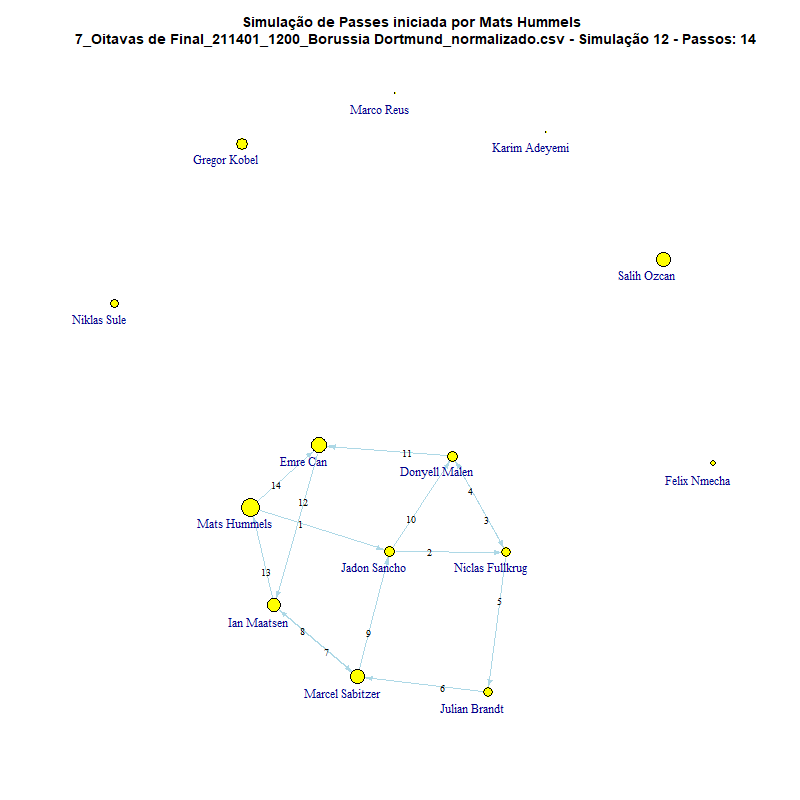 Simulação de Passes iniciada por Mats Hummels
7_Oitavas de Final_211401_1200_Borussia Dortmund_normalizado.csv - Simulação 12 - Passos: 14
Marco Reus
Karim Adeyemi
Gregor Kobel
Salih Ozcan
Niklas Sule
11
Emre Can
Donyell Malen
Felix Nmecha
14
4
12
10
3
Mats Hummels
1
2
Jadon Sancho
Niclas Fullkrug
13
5
Ian Maatsen
8
9
7
6
Marcel Sabitzer
Julian Brandt